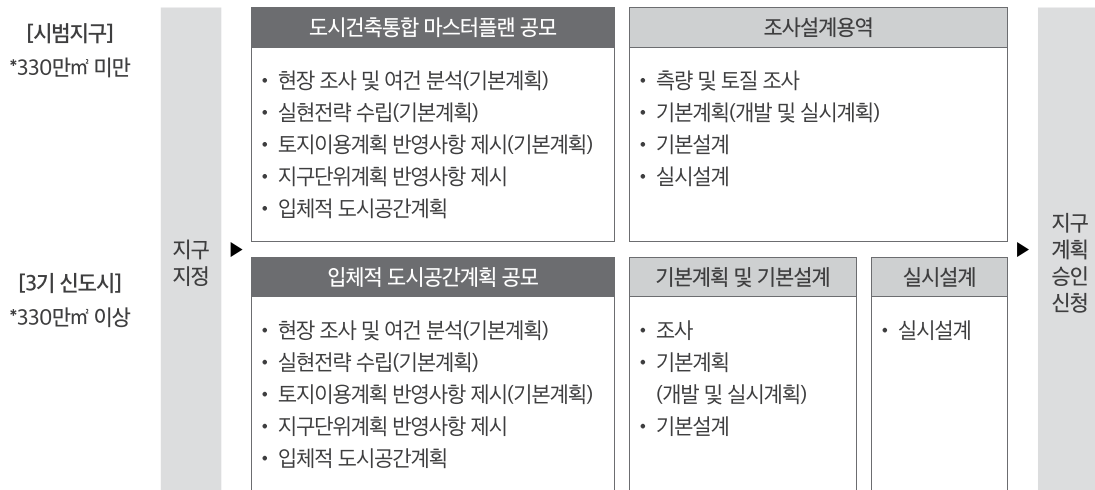 [시범지구]
*330만㎡ 미만
[3기 신도시]
*330만㎡ 이상
지구
지정
도시건축통합 마스터플랜 공모
• 현장 조사 및 여건 분석(기본계획)
• 실현전략 수립(기본계획)
• 토지이용계획 반영사항 제시(기본계획)
• 지구단위계획 반영사항 제시
• 입체적 도시공간계획
조사설계용역
• 측량 및 토질 조사
• 기본계획(개발 및 실시계획)
• 기본설계
• 실시설계
입체적 도시공간계획 공모
• 현장 조사 및 여건 분석(기본계획)
• 실현전략 수립(기본계획)
• 토지이용계획 반영사항 제시(기본계획)
• 지구단위계획 반영사항 제시
• 입체적 도시공간계획
기본계획 및 기본설계
• 조사
• 기본계획
(개발 및 실시계획)
• 기본설계
실시설계
• 실시설계
지구
계획
승인
신청